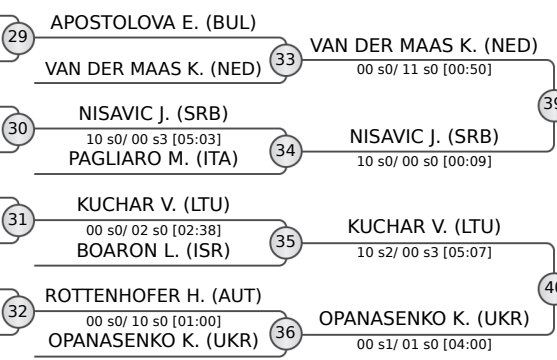 APOSTOLOVA E. (BUL)
29
VAN DER MAAS K. (NED)
33
VAN DER MAAS K. (NED)
00 s0/ 11 s0 [00:50]
39
NISAVIC J. (SRB)
30
10 s0/ 00 s3 [05:03]
PAGLIARO M. (ITA)
34
NISAVIC J. (SRB)
10 s0/ 00 s0 [00:09]
KUCHAR V. (LTU)
31
00 s0/ 02 s0 [02:38]
BOARON L. (ISR)
35
KUCHAR V. (LTU)
10 s2/ 00 s3 [05:07]
40
ROTTENHOFER H. (AUT)
32
00 s0/ 10 s0 [01:00]
OPANASENKO K. (UKR)
36
OPANASENKO K. (UKR)
00 s1/ 01 s0 [04:00]